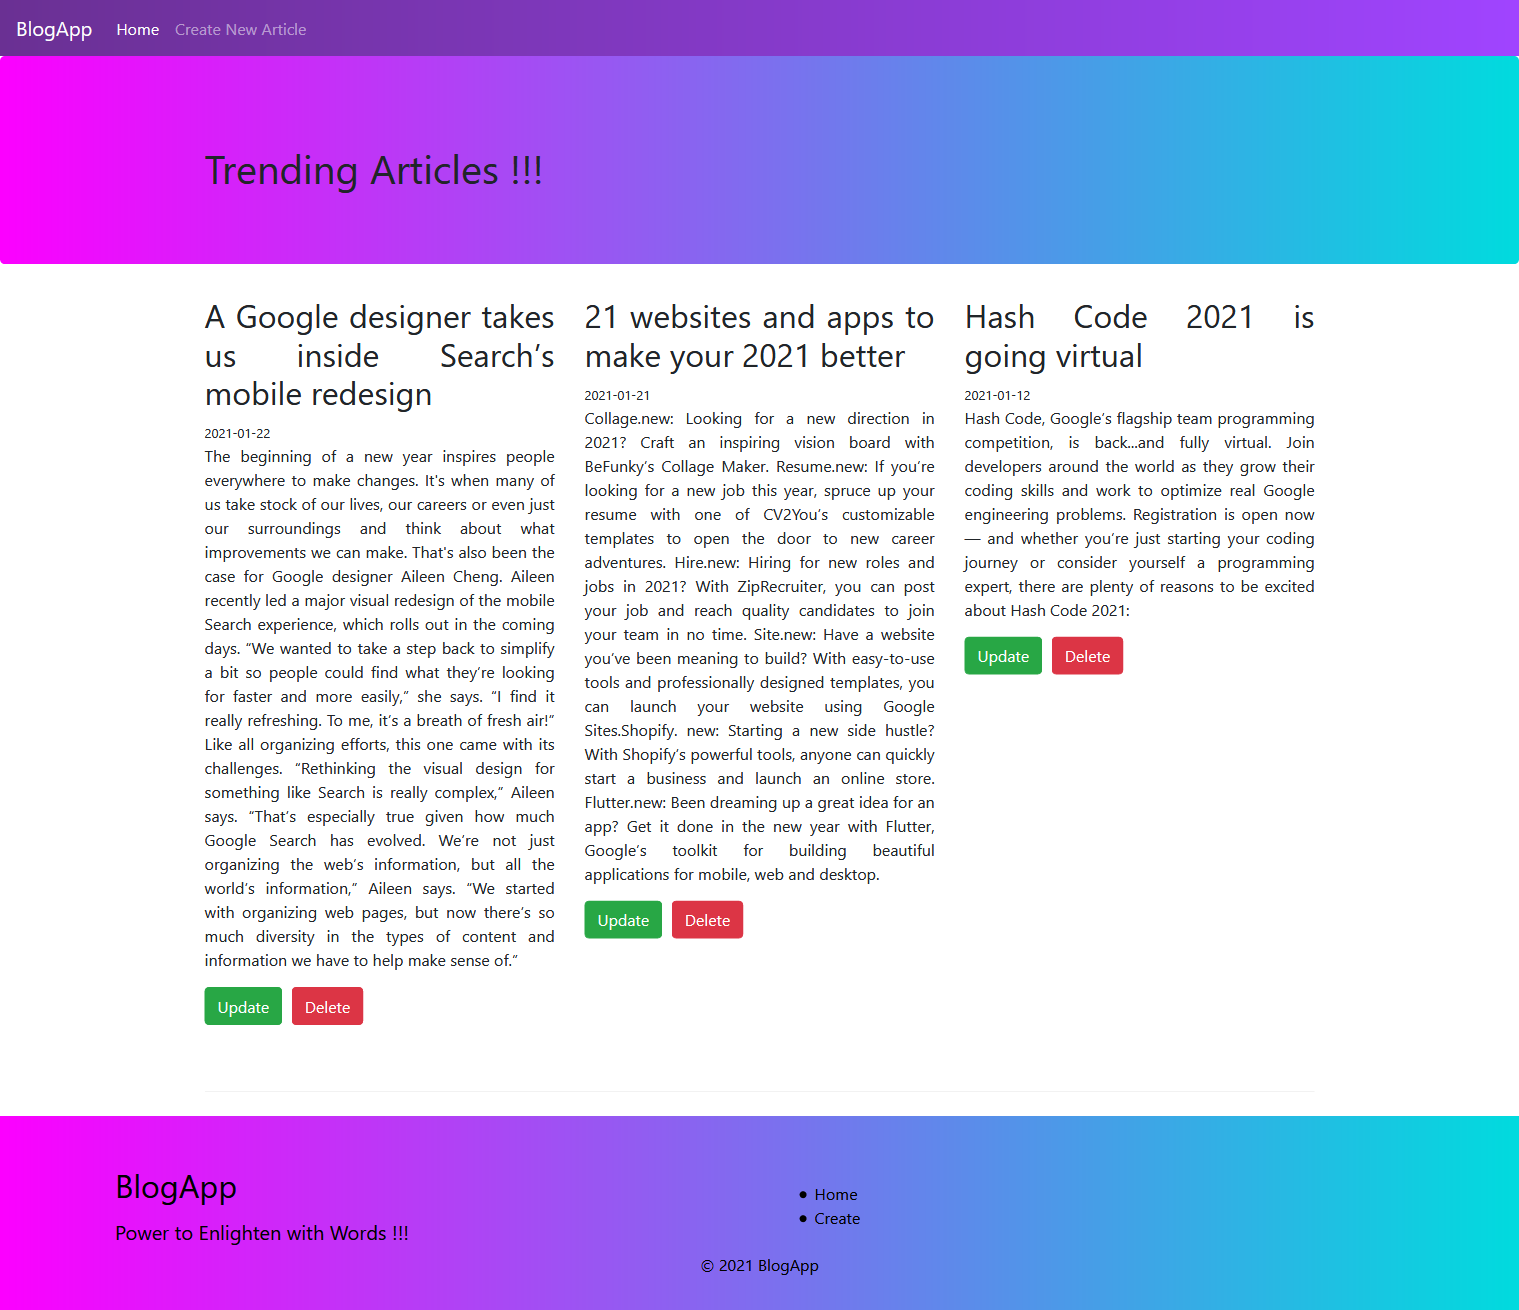 BlogApp Home Create New Article
Trending Articles !!!
A Google designer takes
us inside Search’s
mobile redesign
2021-01-22
The beginning of a new year inspires people
everywhere to make changes. It's when many of
us take stock of our lives, our careers or even just
our surroundings and think about what
improvements we can make. That's also been the
case for Google designer Aileen Cheng. Aileen
recently led a major visual redesign of the mobile
Search experience, which rolls out in the coming
days. “We wanted to take a step back to simplify
a bit so people could find what they’re looking
for faster and more easily,” she says. “I find it
really refreshing. To me, it’s a breath of fresh air!”
Like all organizing efforts, this one came with its
challenges. “Rethinking the visual design for
something like Search is really complex,” Aileen
says. “That’s especially true given how much
Google Search has evolved. We’re not just
organizing the web’s information, but all the
world’s information,” Aileen says. “We started
with organizing web pages, but now there’s so
much diversity in the types of content and
information we have to help make sense of.”
Update Delete
21 websites and apps to
make your 2021 better
2021-01-21
Collage.new: Looking for a new direction in
2021? Craft an inspiring vision board with
BeFunky’s Collage Maker. Resume.new: If you’re
looking for a new job this year, spruce up your
resume with one of CV2You’s customizable
templates to open the door to new career
adventures. Hire.new: Hiring for new roles and
jobs in 2021? With ZipRecruiter, you can post
your job and reach quality candidates to join
your team in no time. Site.new: Have a website
you’ve been meaning to build? With easy-to-use
tools and professionally designed templates, you
can launch your website using Google
Sites.Shopify. new: Starting a new side hustle?
With Shopify’s powerful tools, anyone can quickly
start a business and launch an online store.
Flutter.new: Been dreaming up a great idea for an
app? Get it done in the new year with Flutter,
Google’s toolkit for building beautiful
applications for mobile, web and desktop.
Update Delete
Hash Code 2021 is
going virtual
2021-01-12
Hash Code, Google’s flagship team programming
competition, is back...and fully virtual. Join
developers around the world as they grow their
coding skills and work to optimize real Google
engineering problems. Registration is open now
— and whether you’re just starting your coding
journey or consider yourself a programming
expert, there are plenty of reasons to be excited
about Hash Code 2021:
Update Delete
BlogApp
Power to Enlighten with Words !!!
• Home
• Create
© 2021 BlogApp